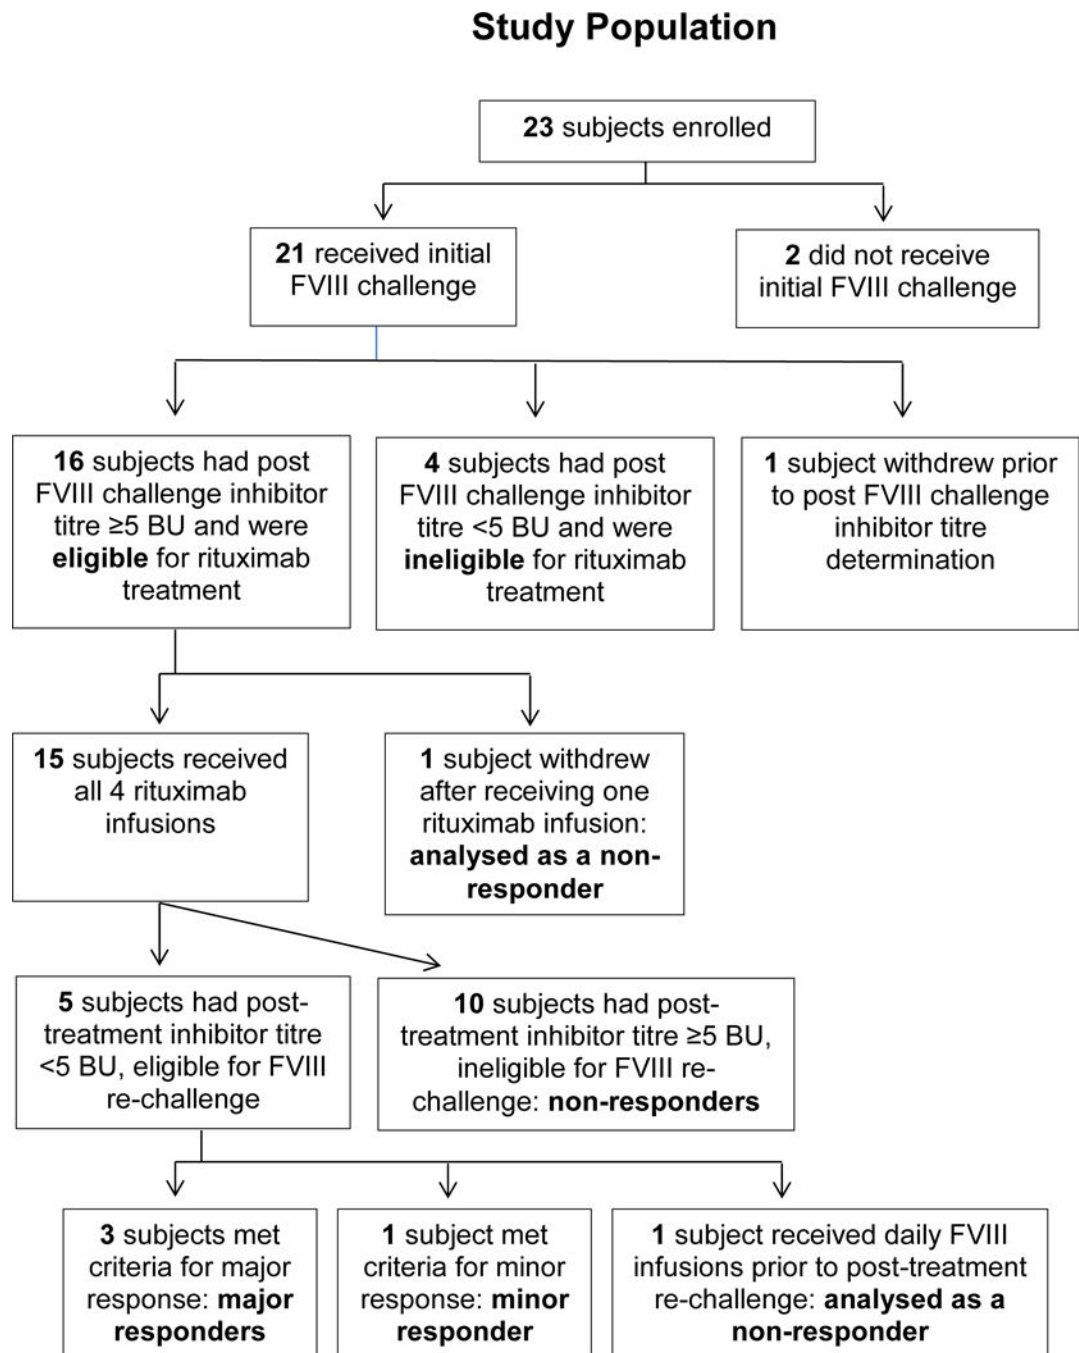 Study Population
23 subjects enrolled
21 received initial
FVIII challenge
2 did not receive
initial FVIII challenge
16 subjects had post
FVIII challenge inhibitor
titre ≥5 BU and were
eligible for rituximab
treatment
4 subjects had post
FVIII challenge inhibitor
titre <5 BU and were
ineligible for rituximab
treatment
1 subject withdrew prior
to post FVIII challenge
inhibitor titre
determination
15 subjects received
all 4 rituximab
infusions
1 subject withdrew
after receiving one
rituximab infusion:
analysed as a non-
responder
5 subjects had post-
treatment inhibitor titre
<5 BU, eligible for FVIII
re-challenge
10 subjects had post-
treatment inhibitor titre ≥5 BU,
ineligible for FVIII re-
challenge: non-responders
3 subjects met
criteria for major
response: major
responders
1 subject met
criteria for minor
response: minor
responder
1 subject received daily FVIII
infusions prior to post-treatment
re-challenge: analysed as a
non-responder